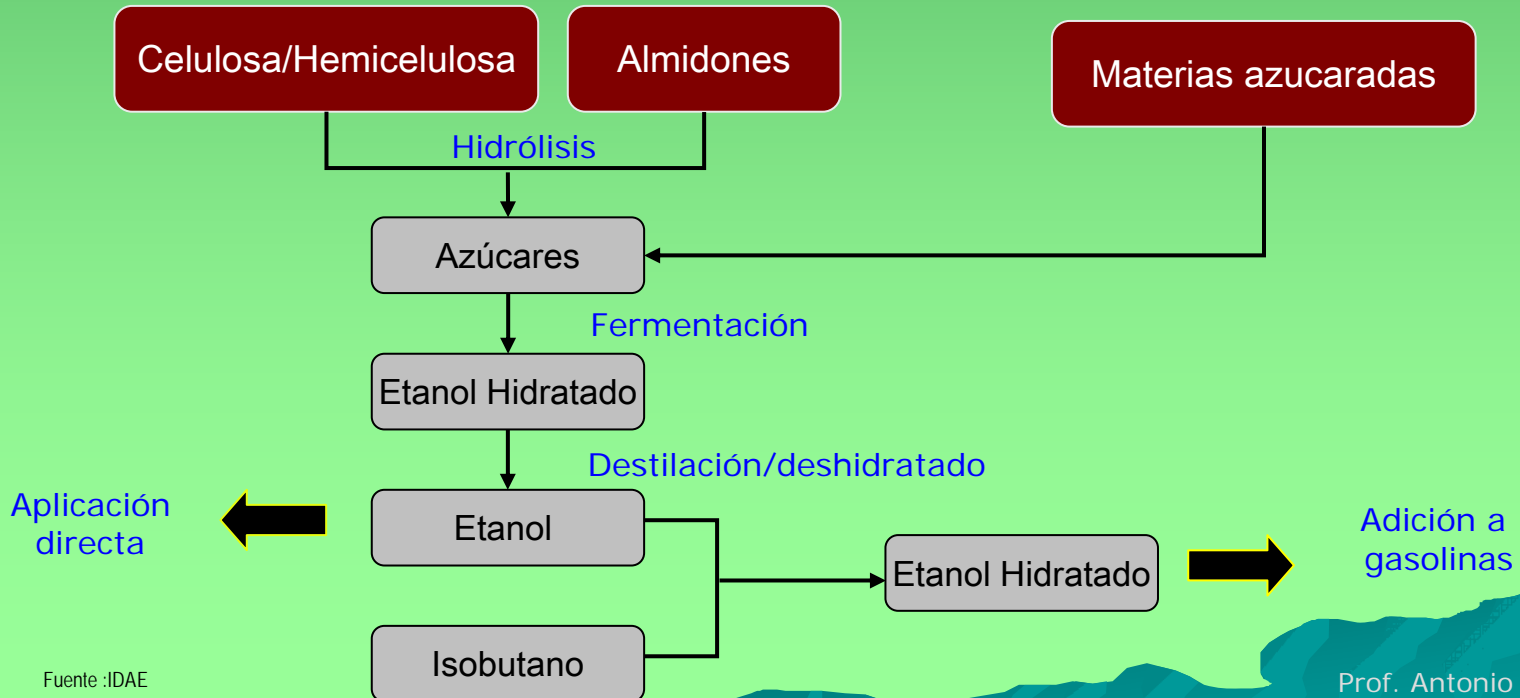 Celulosa/Hemicelulosa
Almidones
Materias azucaradas
Hidrólisis
Azúcares
Fermentación
Etanol Hidratado
Destilación/deshidratado
Aplicación
directa
Etanol
Etanol Hidratado
Adición a
gasolinas
Isobutano
Fuente :IDAE
Prof. Antonio